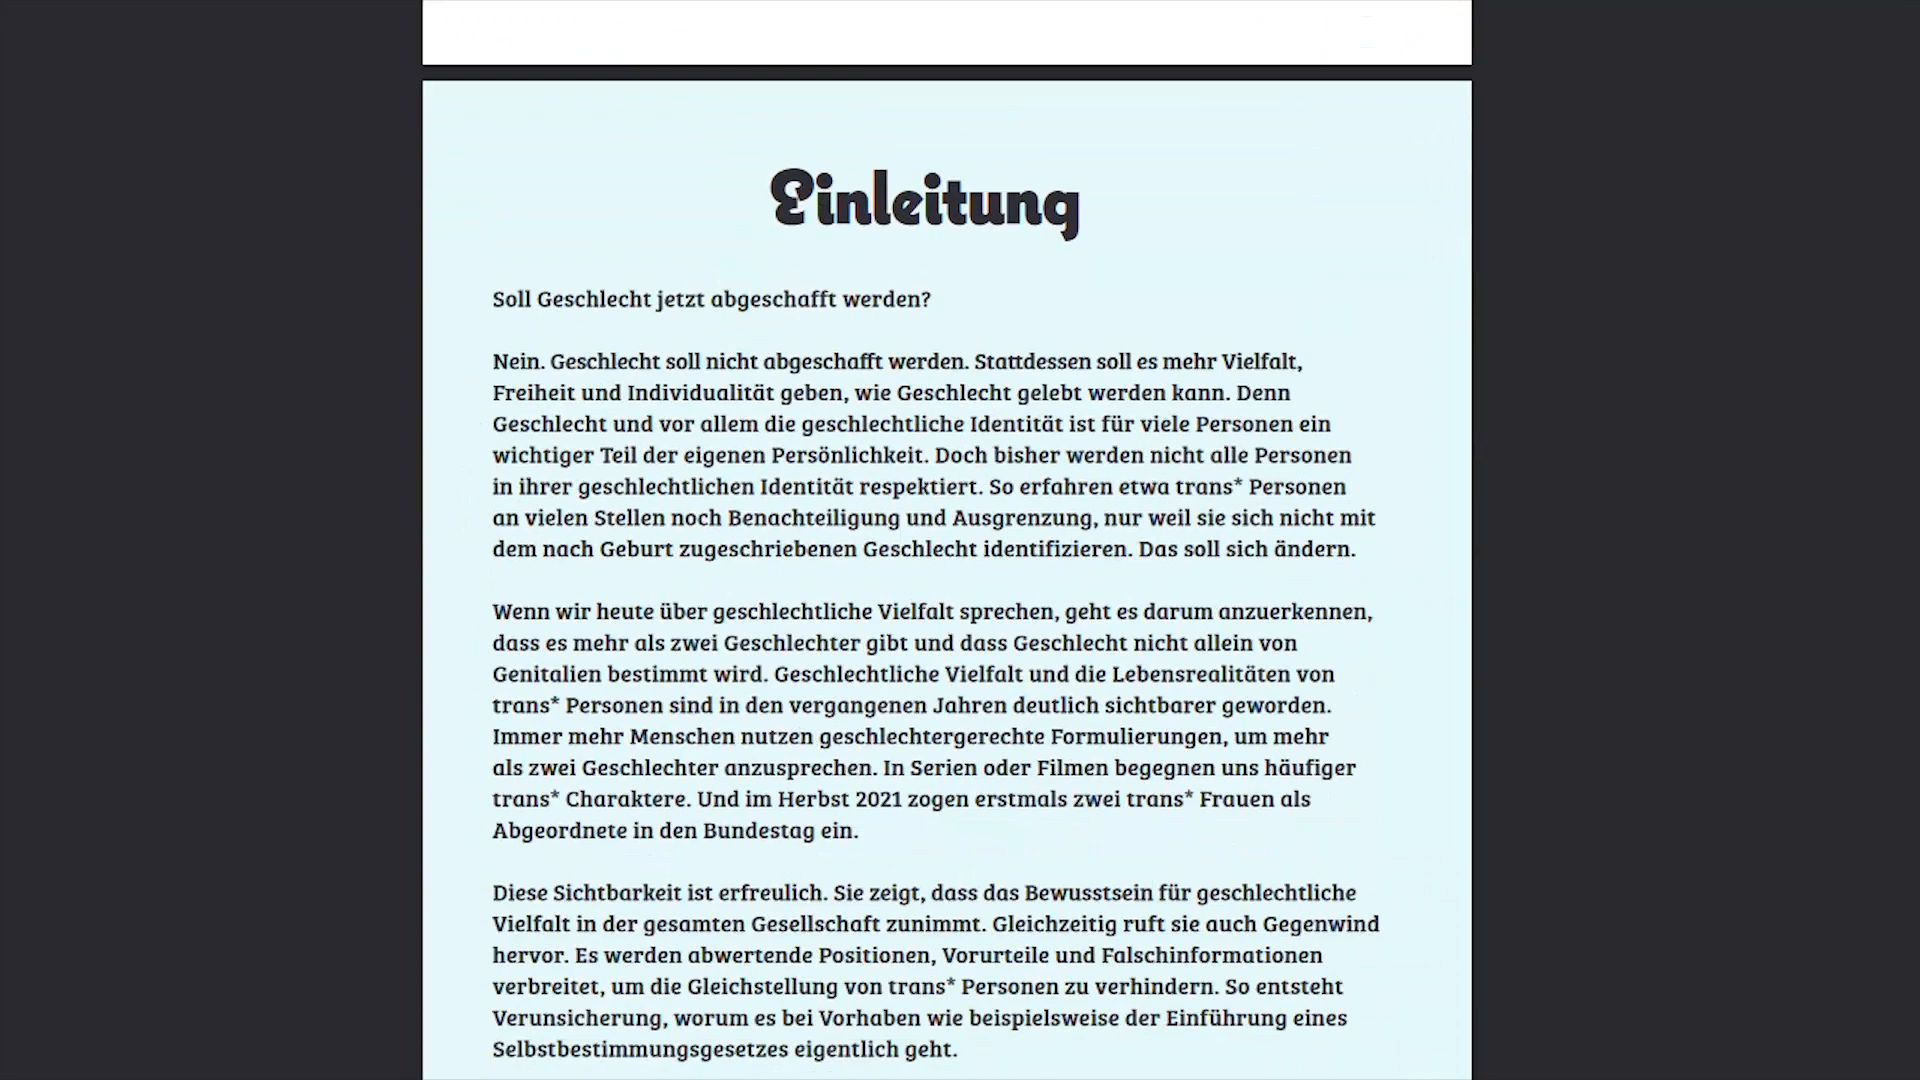 Einleitung
Soll Geschlecht jetzt abgeschafft werden?
Nein. Geschlecht soll nicht abgeschafft werden. Stattdessen soll es mehr Vielfalt,
Freiheit und Individualität geben, wie Geschlecht gelebt werden kann. Denn
Geschlecht und vor allem die geschlechtliche Identität ist für viele Personen ein
wichtiger Teil der eigenen Persönlichkeit. Doch bisher werden nicht alle Personen
in ihrer geschlechtlichen Identität respektiert. So erfahren etwa trans* Personen
an vielen Stellen noch Benachteiligung und Ausgrenzung, nur weil sie sich nicht mit
dem nach Geburt zugeschriebenen Geschlecht identifizieren. Das soll sich ändern.
Wenn wir heute über geschlechtliche Vielfalt sprechen, geht es darum anzuerkennen,
dass es mehr als zwei Geschlechter gibt und dass Geschlecht nicht allein von
Genitalien bestimmt wird. Geschlechtliche Vielfalt und die Lebensrealitäten von
trans* Personen sind in den vergangenen Jahren deutlich sichtbarer geworden.
Immer mehr Menschen nutzen geschlechtergerechte Formulierungen, um mehr
als zwei Geschlechter anzusprechen. In Serien oder Filmen begegnen uns häufiger
trans* Charaktere. Und im Herbst 2021 zogen erstmals zwei trans* Frauen als
Abgeordnete in den Bundestag ein.
Diese Sichtbarkeit ist erfreulich. Sie zeigt, dass das Bewusstsein für geschlechtliche
Vielfalt in der gesamten Gesellschaft zunimmt. Gleichzeitig ruft sie auch Gegenwind
hervor. Es werden abwertende Positionen, Vorurteile und Falschinformationen
verbreitet, um die Gleichstellung von trans* Personen zu verhindern. So entsteht
Verunsicherung, worum es bei Vorhaben wie beispielsweise der Einführung eines
Selbstbestimmungsgesetzes eigentlich geht.